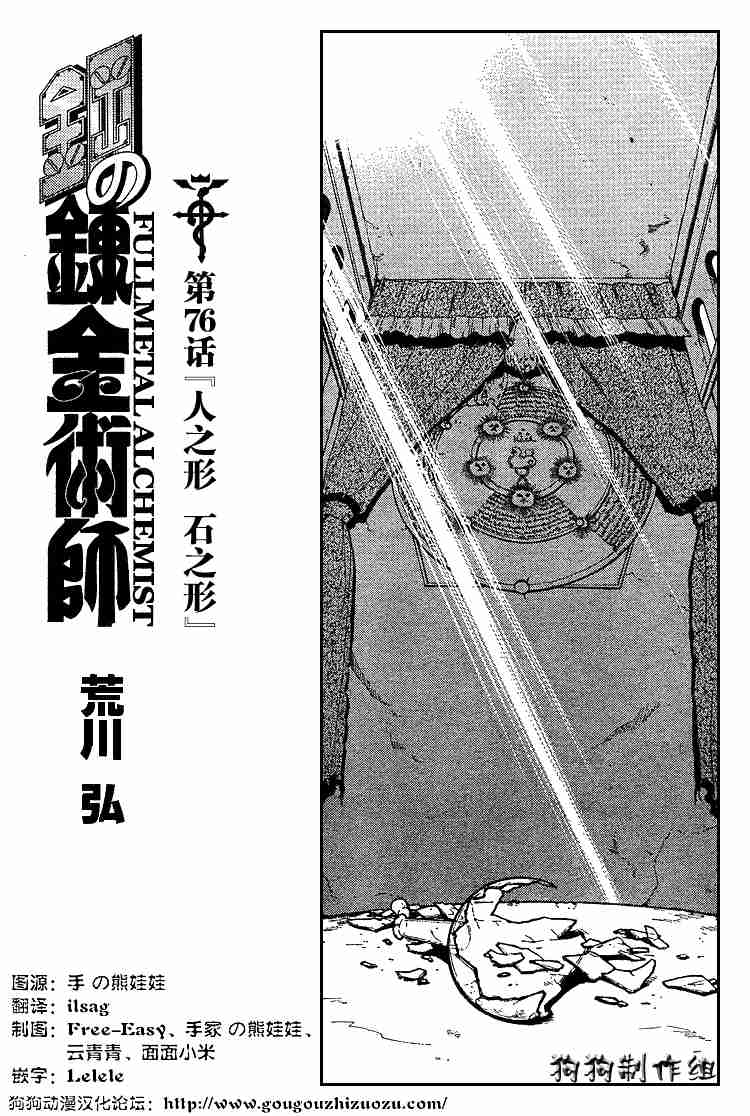 鋼の錬金術師
FULLMETAL ALCHEMIST
第76话『人之形 石之形』
荒川 弘
图源：手の熊娃娃
翻译：ilsag
制图：Free-Easy、手家の熊娃娃、
云青青、面面小米
嵌字：Lelele
狗狗动漫汉化论坛：http://www.gougouzhizuozu.com/
狗狗制作组